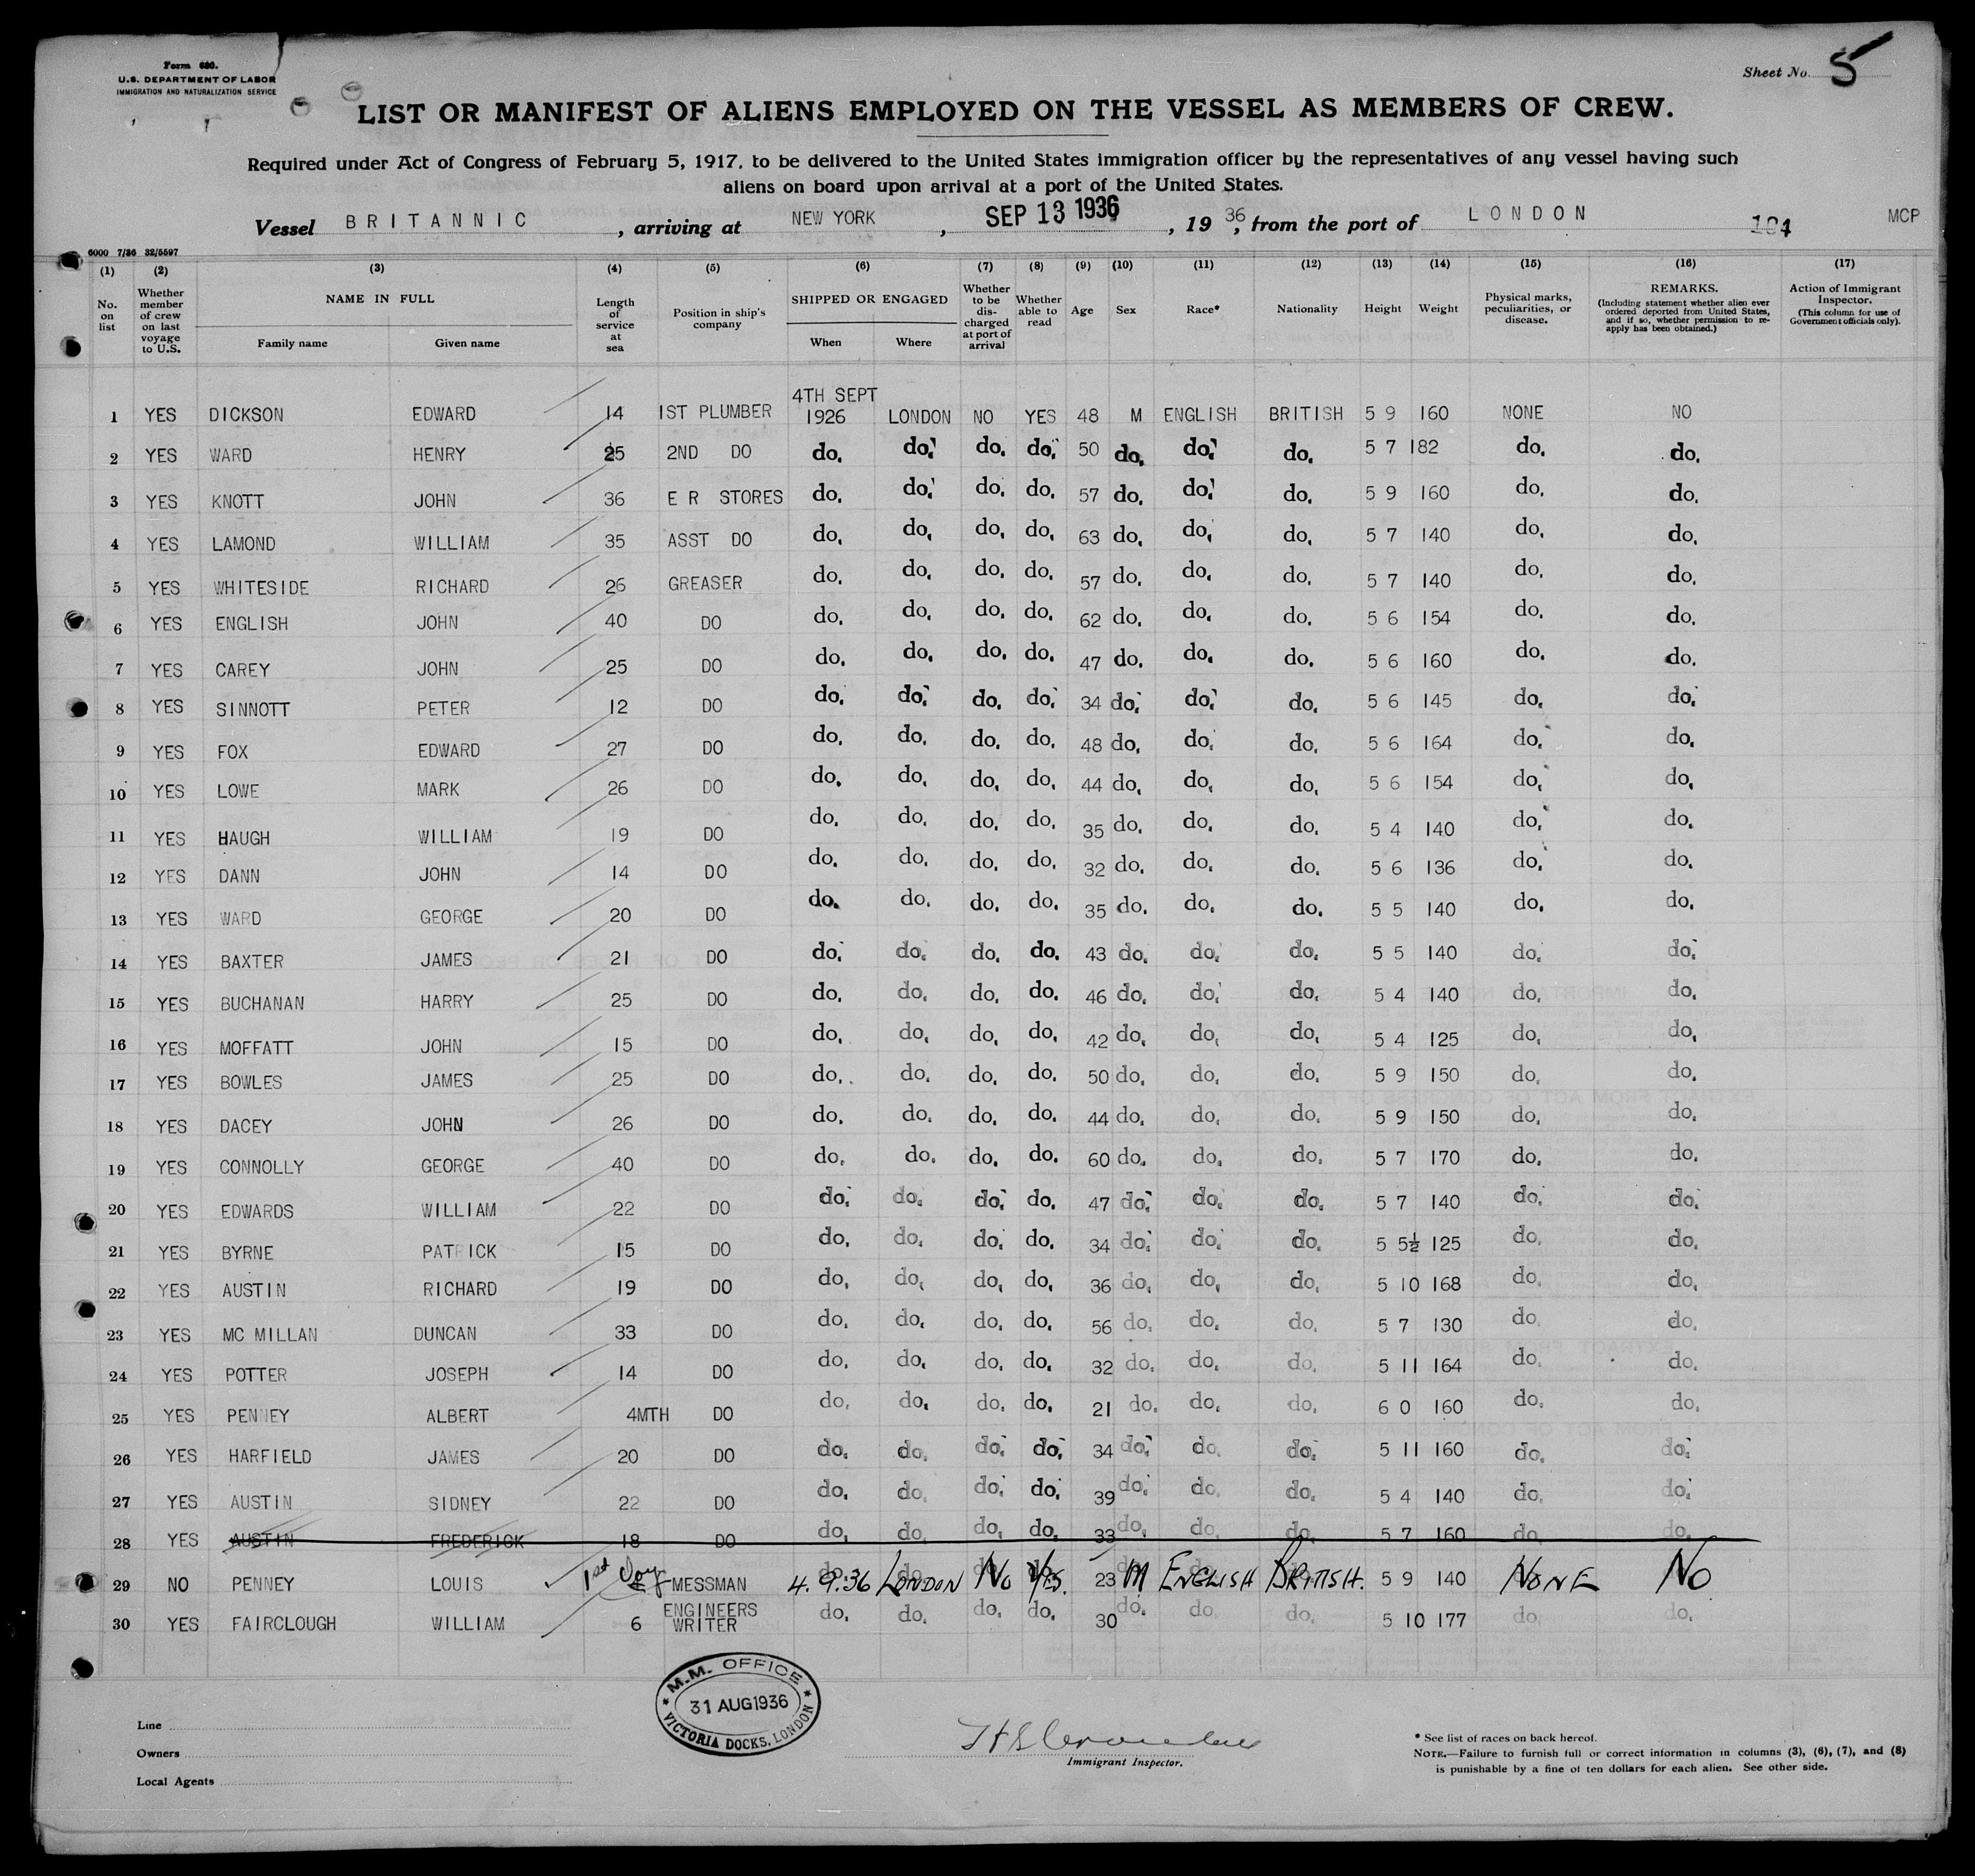 Form 680.
U.S. DEPARTMENT OF LABOR
IMMIGRATION AND NATURALIZATION SERVICE
Sheet No. 5
LIST OR MANIFEST OF ALIENS EMPLOYED ON THE VESSEL AS MEMBERS OF CREW.
Required under Act of Congress of February 5, 1917, to be delivered to the United States immigration officer by the representatives of any vessel having such
aliens on board upon arrival at a port of the United States.
Vessel BRITANNIC, arriving at NEW YORK, SEP 13 1936, 1936, from the port of LONDON MCP
6000 7/36 32/5597
(1) (2) (3) (4) (5) (6) (7) (8) (9) (10) (11) (12) (13) (14) (15) (16) (17)
No. on list Whether member of crew on last voyage to U.S. NAME IN FULL Family name Given name Length of service at sea Position in ship's company SHIPPED OR ENGAGED When Where Whether to be discharged at port of arrival Whether able to read Age Sex Race* Nationality Height Weight Physical marks, peculiarities, or disease. REMARKS. (Including statement whether alien ever ordered deported from United States, and if so, whether permission to re-apply has been obtained.) Action of Immigrant Inspector. (This column for use of Government officials only).
1 YES DICKSON EDWARD 14 1ST PLUMBER 4TH SEPT 1926 LONDON NO YES 48 M ENGLISH BRITISH 5 9 160 NONE NO
2 YES WARD HENRY 25 2ND DO do. do. do. do. 50 do. do. do. 5 7 182 do. do.
3 YES KNOTT JOHN 36 E R STORES do. do. do. do. 57 do. do. do. 5 9 160 do. do.
4 YES LAMOND WILLIAM 35 ASST DO do. do. do. do. 63 do. do. do. 5 7 140 do. do.
5 YES WHITESIDE RICHARD 26 GREASER do. do. do. do. 57 do. do. do. 5 7 140 do. do.
6 YES ENGLISH JOHN 40 DO do. do. do. do. 62 do. do. do. 5 6 154 do. do.
7 YES CAREY JOHN 25 DO do. do. do. do. 47 do. do. do. 5 6 160 do. do.
8 YES SINNOTT PETER 12 DO do. do. do. do. 34 do. do. do. 5 6 145 do. do.
9 YES FOX EDWARD 27 DO do. do. do. do. 48 do. do. do. 5 6 164 do. do.
10 YES LOWE MARK 26 DO do. do. do. do. 44 do. do. do. 5 6 154 do. do.
11 YES HAUGH WILLIAM 19 DO do. do. do. do. 35 do. do. do. 5 4 140 do. do.
12 YES DANN JOHN 14 DO do. do. do. do. 32 do. do. do. 5 6 136 do. do.
13 YES WARD GEORGE 20 DO do. do. do. do. 35 do. do. do. 5 5 140 do. do.
14 YES BAXTER JAMES 21 DO do. do. do. do. 43 do. do. do. 5 5 140 do. do.
15 YES BUCHANAN HARRY 25 DO do. do. do. do. 46 do. do. do. 5 4 140 do. do.
16 YES MOFFATT JOHN 15 DO do. do. do. do. 42 do. do. do. 5 4 125 do. do.
17 YES BOWLES JAMES 25 DO do. do. do. do. 50 do. do. do. 5 9 150 do. do.
18 YES DACEY JOHN 26 DO do. do. do. do. 44 do. do. do. 5 9 150 do. do.
19 YES CONNOLLY GEORGE 40 DO do. do. do. do. 60 do. do. do. 5 7 170 do. do.
20 YES EDWARDS WILLIAM 22 DO do. do. do. do. 47 do. do. do. 5 7 140 do. do.
21 YES BYRNE PATRICK 15 DO do. do. do. do. 34 do. do. do. 5 5½ 125 do. do.
22 YES AUSTIN RICHARD 19 DO do. do. do. do. 36 do. do. do. 5 10 168 do. do.
23 YES MC MILLAN DUNCAN 33 DO do. do. do. do. 56 do. do. do. 5 7 130 do. do.
24 YES POTTER JOSEPH 14 DO do. do. do. do. 32 do. do. do. 5 11 164 do. do.
25 YES PENNEY ALBERT 4MTH DO do. do. do. do. 21 do. do. do. 6 0 160 do. do.
26 YES HARFIELD JAMES 20 DO do. do. do. do. 34 do. do. do. 5 11 160 do. do.
27 YES AUSTIN SIDNEY 22 DO do. do. do. do. 39 do. do. do. 5 4 140 do. do.
28 YES AUSTIN FREDERICK 18 DO do. do. do. do. 33 do. do. do. 5 7 160 do. do.
29 NO PENNEY LOUIS 1st Voy MESSMAN 4.9.36 LONDON NO YES. 23 M ENGLISH BRITISH. 5 9 140 NONE NO
30 YES FAIRCLOUGH WILLIAM 6 ENGINEERS WRITER do. do. do. do. 30 do. do. do. 5 10 177 do. do.
* M.M. OFFICE *
31 AUG 1936
VICTORIA DOCKS, LONDON
Line
Owners
Local Agents
Immigrant Inspector.
* See list of races on back hereof.
NOTE.—Failure to furnish full or correct information in columns (3), (6), (7), and (8)
is punishable by a fine of ten dollars for each alien. See other side.